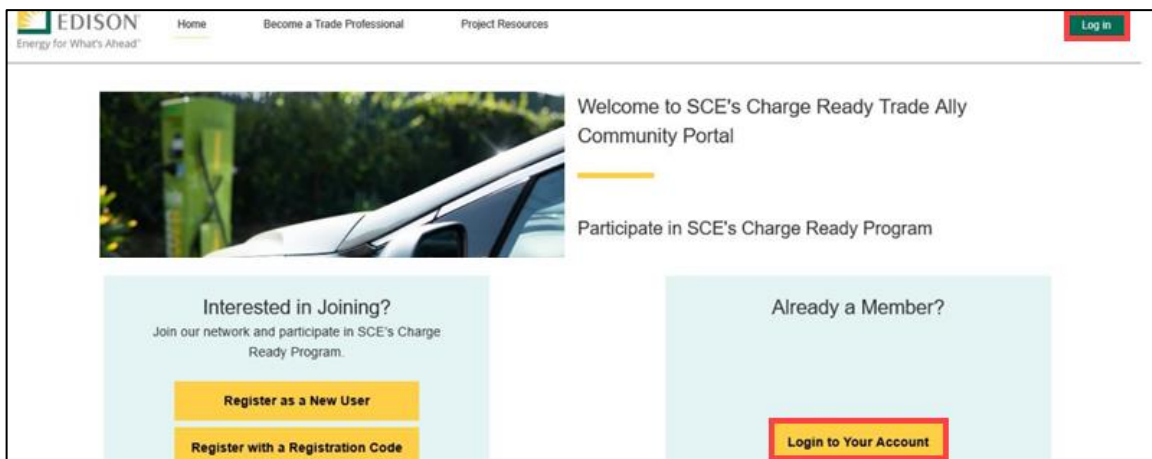 EDISON
Energy for What's Ahead
Home
Become a Trade Professional
Project Resources
Log in
Welcome to SCE's Charge Ready Trade Ally
Community Portal
Participate in SCE's Charge Ready Program
Interested in Joining?
Join our network and participate in SCE's Charge
Ready Program.
Register as a New User
Register with a Registration Code
Already a Member?
Login to Your Account